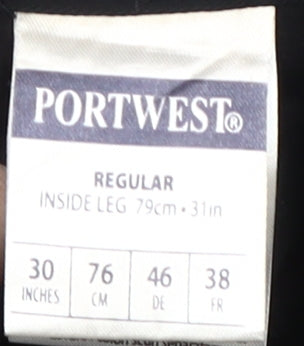 PORTWEST®
REGULAR
INSIDE LEG 79cm • 31in
30 76 46 38
INCHES CM DE FR